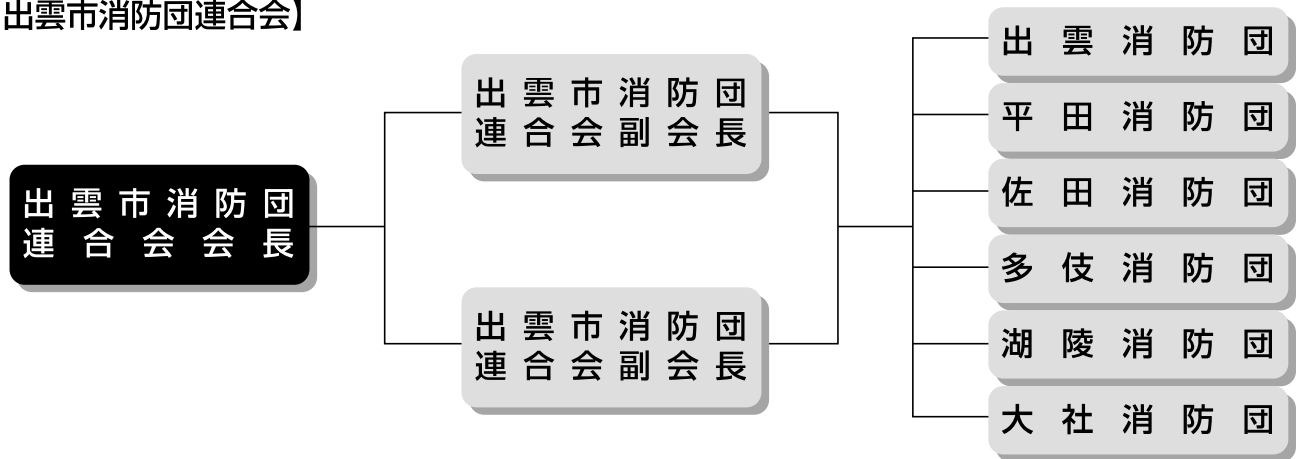 出雲市消防団連合会】
出雲市消防団
連合会会長
出雲市消防団
連合会副会長
出雲市消防団
連合会副会長
出雲消防団
平田消防団
佐田消防団
多伎消防団
湖陵消防団
大社消防団